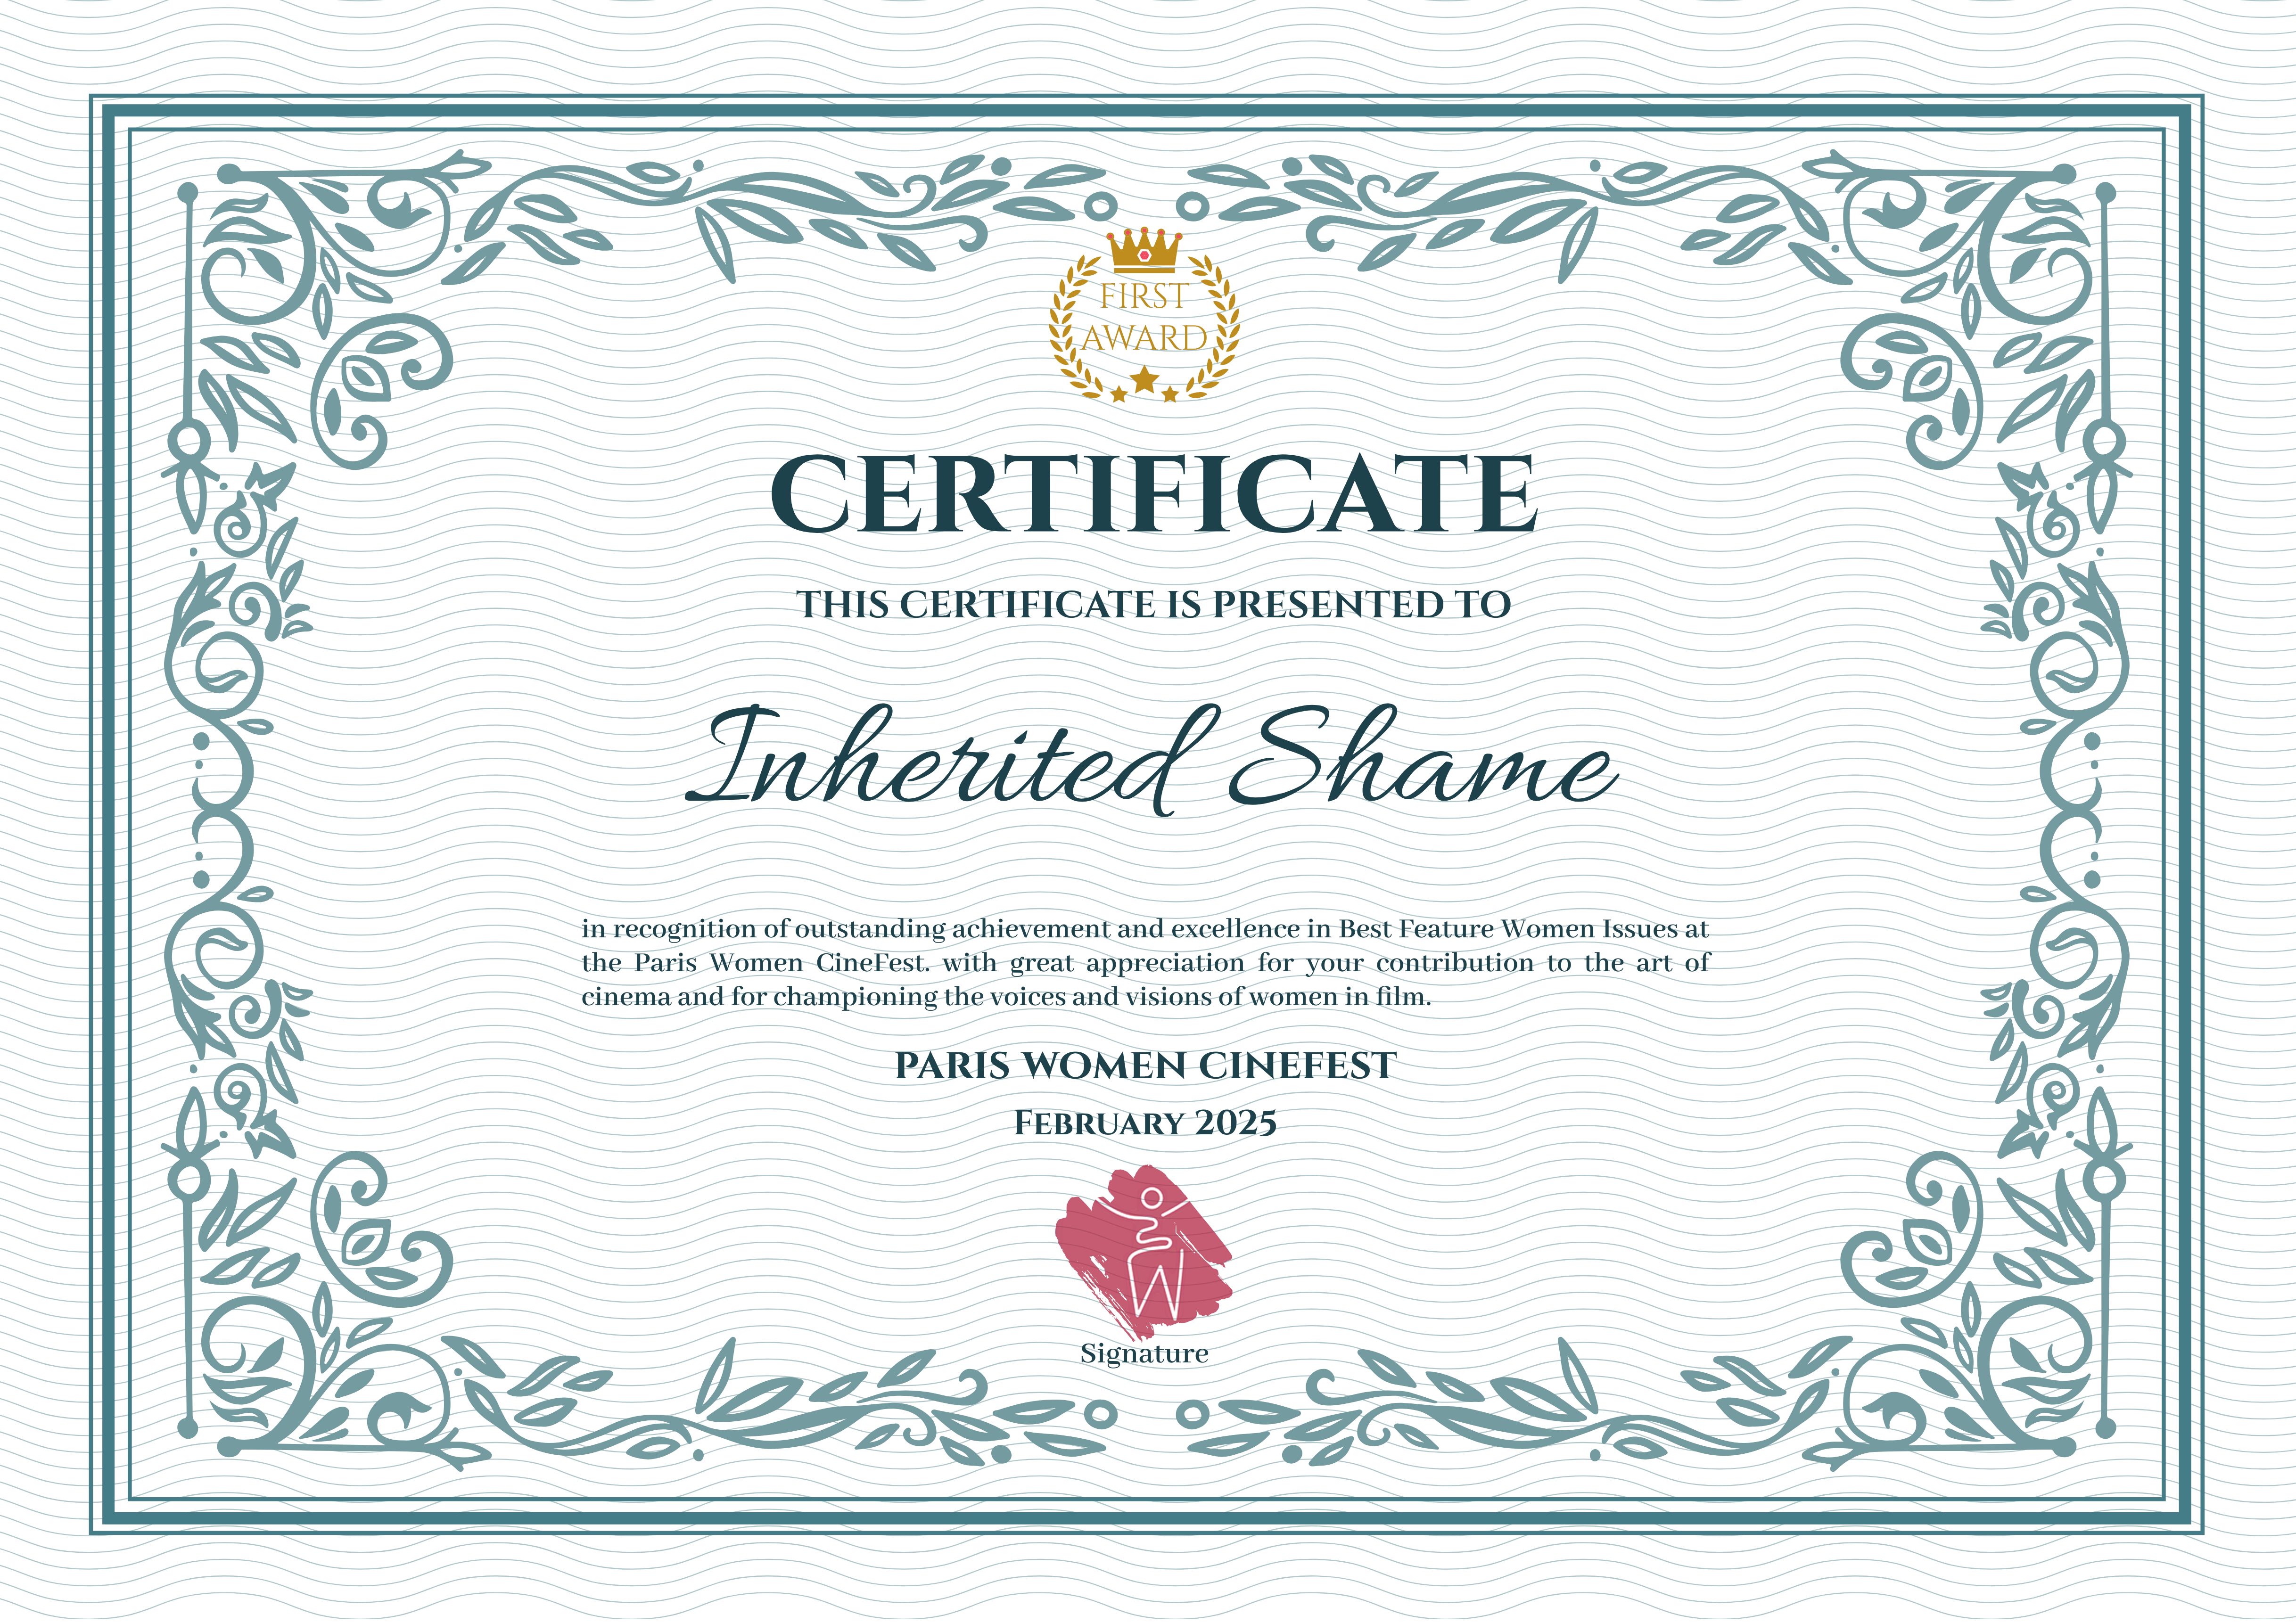 FIRST
AWARD
CERTIFICATE
THIS CERTIFICATE IS PRESENTED TO
Inherited Shame
in recognition of outstanding achievement and excellence in Best Feature Women Issues at
the Paris Women CineFest. with great appreciation for your contribution to the art of
cinema and for championing the voices and visions of women in film.
PARIS WOMEN CINEFEST
FEBRUARY 2025
Signature